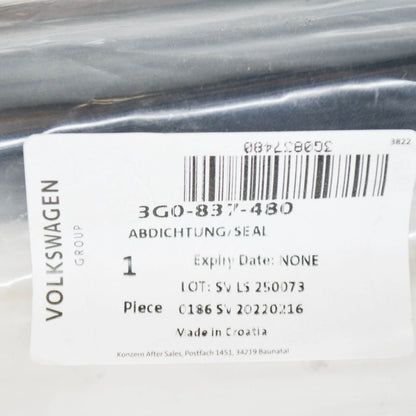 3822
3G0837480
3G0-837-480
ABDICHTUNG/SEAL
1 Expiry Date: NONE
LOT: SV LS 250073
Piece 0186 SV 20220216
Made in Croatia
Konzern After Sales, Postfach 1451, 34219 Baunatal
VOLKSWAGEN
GROUP